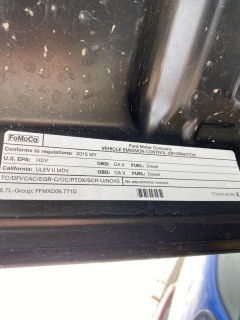 FoMoCo
Ford Motor Company
VEHICLE EMISSION CONTROL INFORMATION
Conforms to regulations: 2015 MY
U.S. EPA: HDV OBD: CA II FUEL: Diesel
California: ULEV II MDV OBD: CA II FUEL: Diesel
TC/DFI/CAC/EGR-C/OC/PTOX/SCR-U/NOXS No adjustments needed.
6.7L-Group: FFMXD06.771D